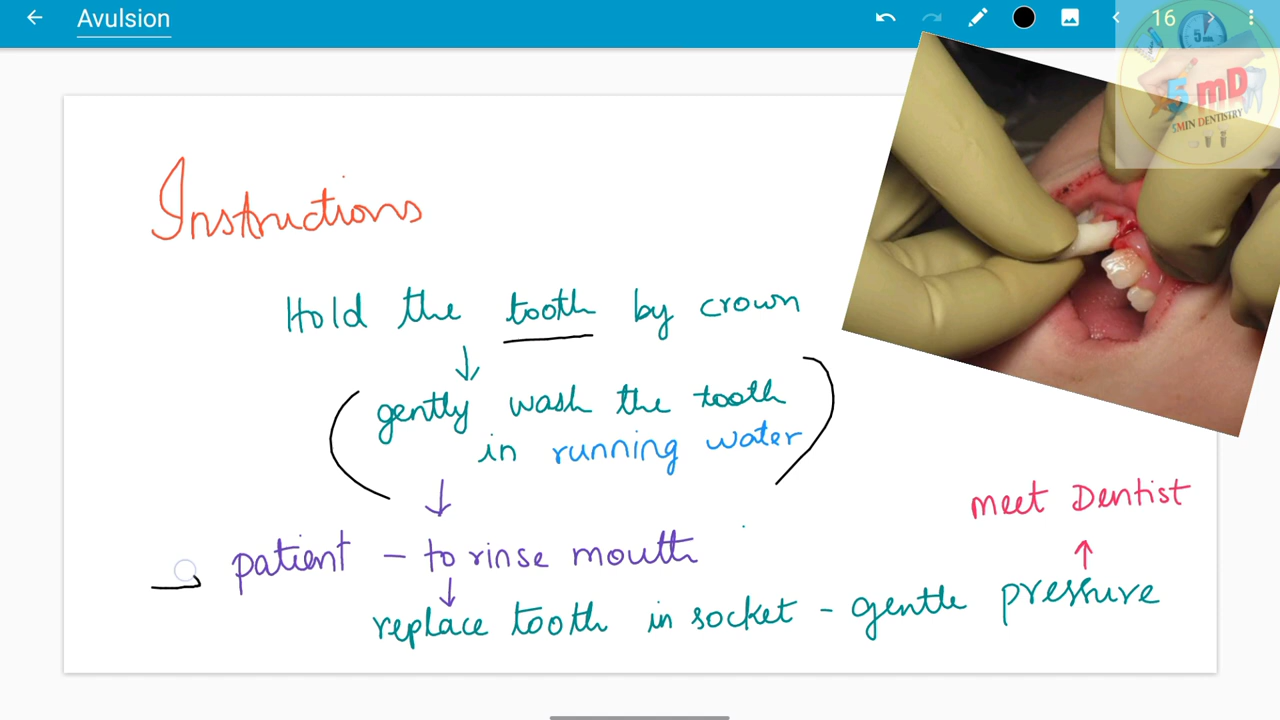 Avulsion
16
5m
5 mD
5MIN DENTISTRY
Instructions
Hold the tooth by crown
gently wash the tooth
in running water
meet Dentist
patient - to rinse mouth
replace tooth in socket - gentle pressure